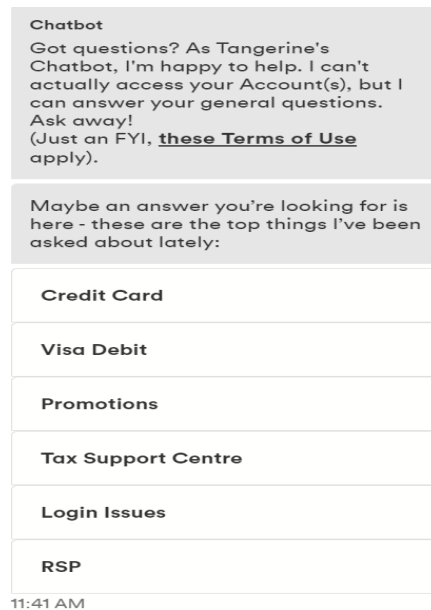 Chatbot
Got questions? As Tangerine's
Chatbot, I'm happy to help. I can't
actually access your Account(s), but I
can answer your general questions.
Ask away!
(Just an FYI, these Terms of Use
apply).
Maybe an answer you’re looking for is
here - these are the top things I’ve been
asked about lately:
Credit Card
Visa Debit
Promotions
Tax Support Centre
Login Issues
RSP
11:41 AM